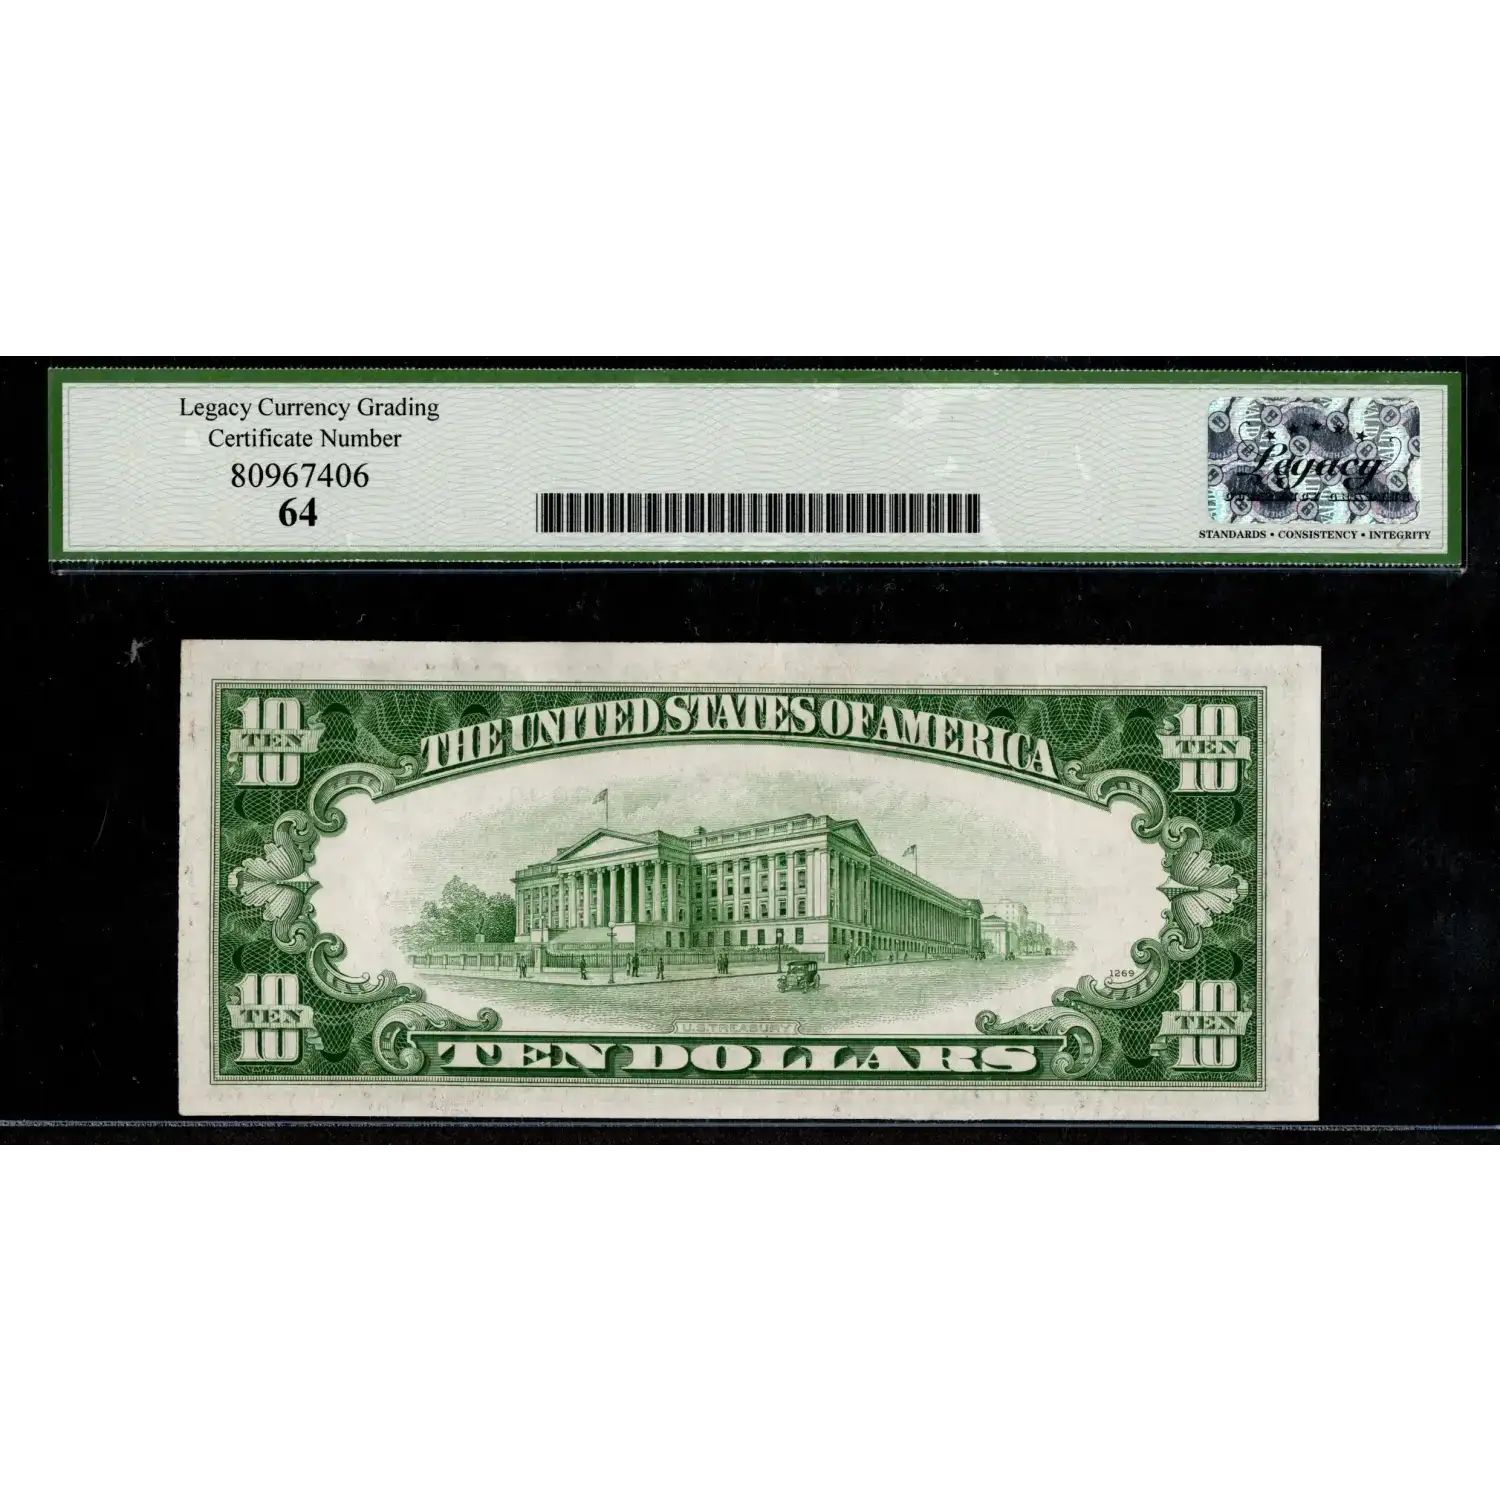 Legacy Currency Grading
Certificate Number
80967406
64
Legacy
STANDARDS • CONSISTENCY • INTEGRITY
10
TEN
10
THE UNITED STATES OF AMERICA
10
TEN
10
10
TEN
10
1269
10
TEN
10
U.S. TREASURY
TEN DOLLARS